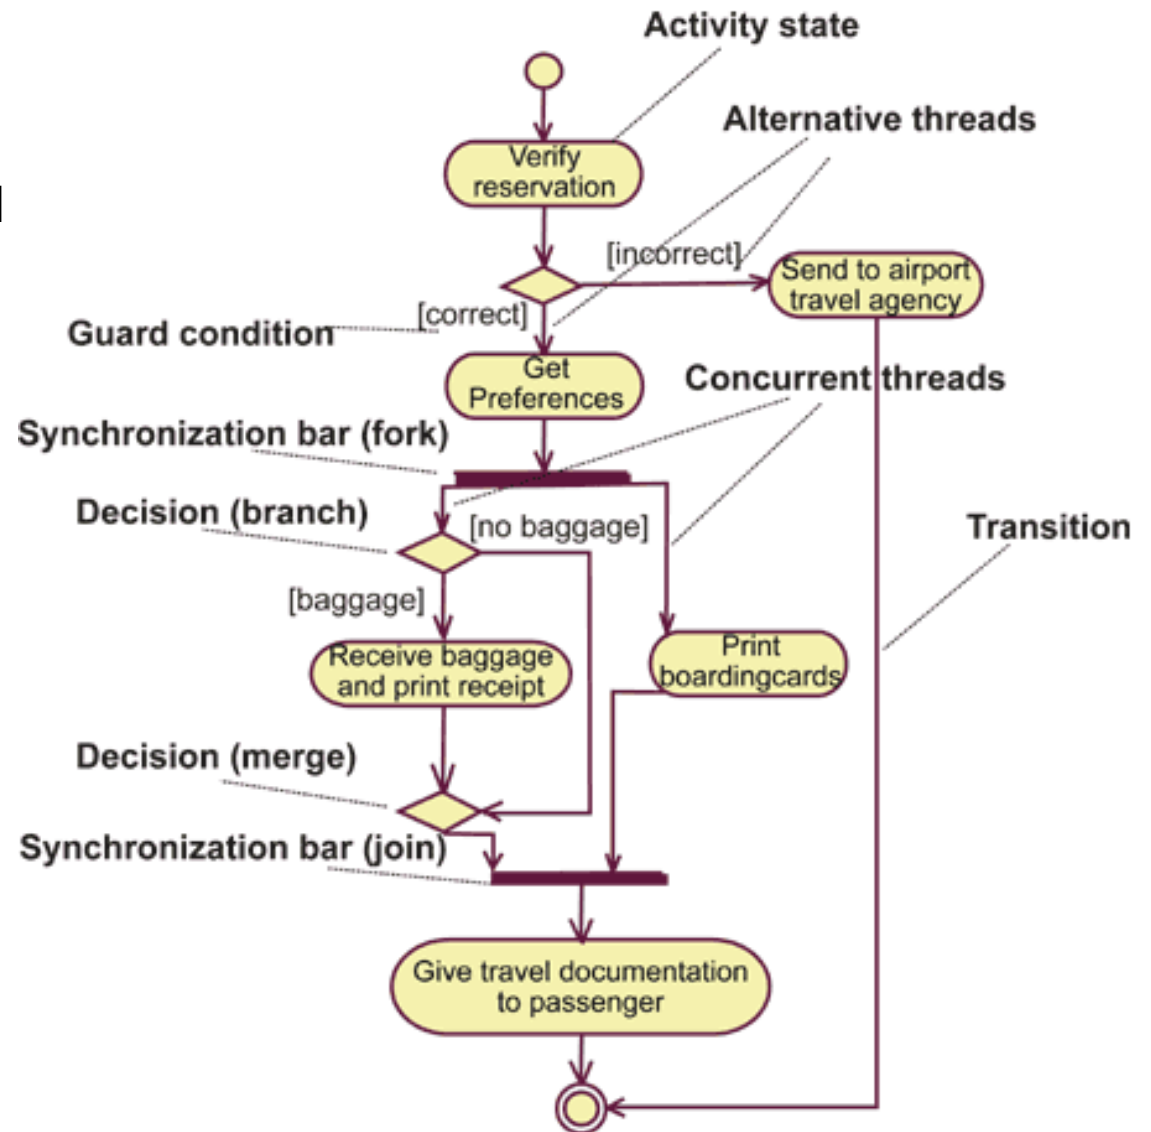 Activity state
Alternative threads
Verify
reservation
[incorrect]
Send to airport
travel agency
[correct]
Guard condition
Get
Preferences
Concurrent threads
Synchronization bar (fork)
Decision (branch)
[no baggage]
Transition
[baggage]
Receive baggage
and print receipt
Print
boardingcards
Decision (merge)
Synchronization bar (join)
Give travel documentation
to passenger